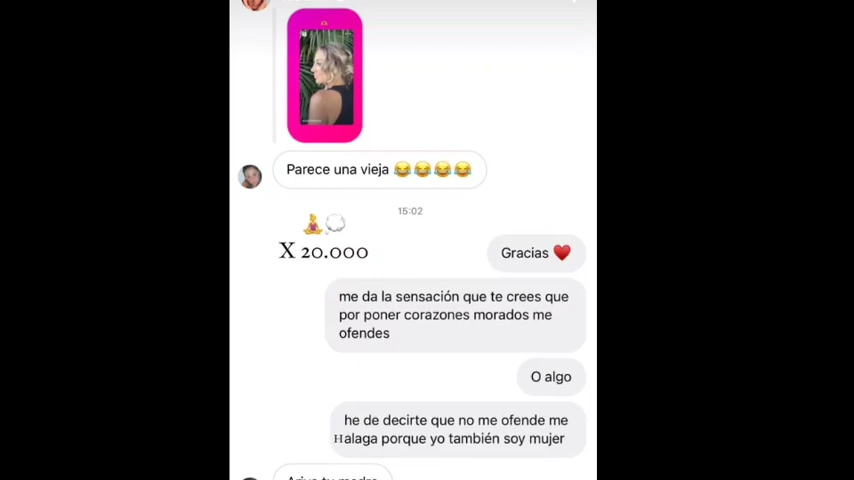 Parece una vieja 😂😂😂😂
15:02
X 20.000
Gracias ♥️
me da la sensación que te crees que
por poner corazones morados me
ofendes
O algo
he de decirte que no me ofende me
Halaga porque yo también soy mujer